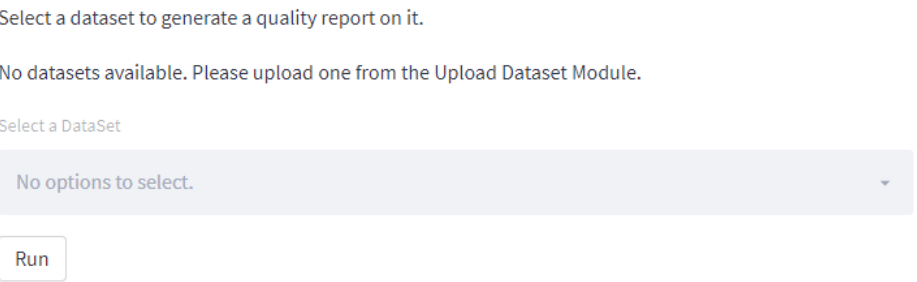 Select a dataset to generate a quality report on it.
No datasets available. Please upload one from the Upload Dataset Module.
Select a DataSet
No options to select.
Run